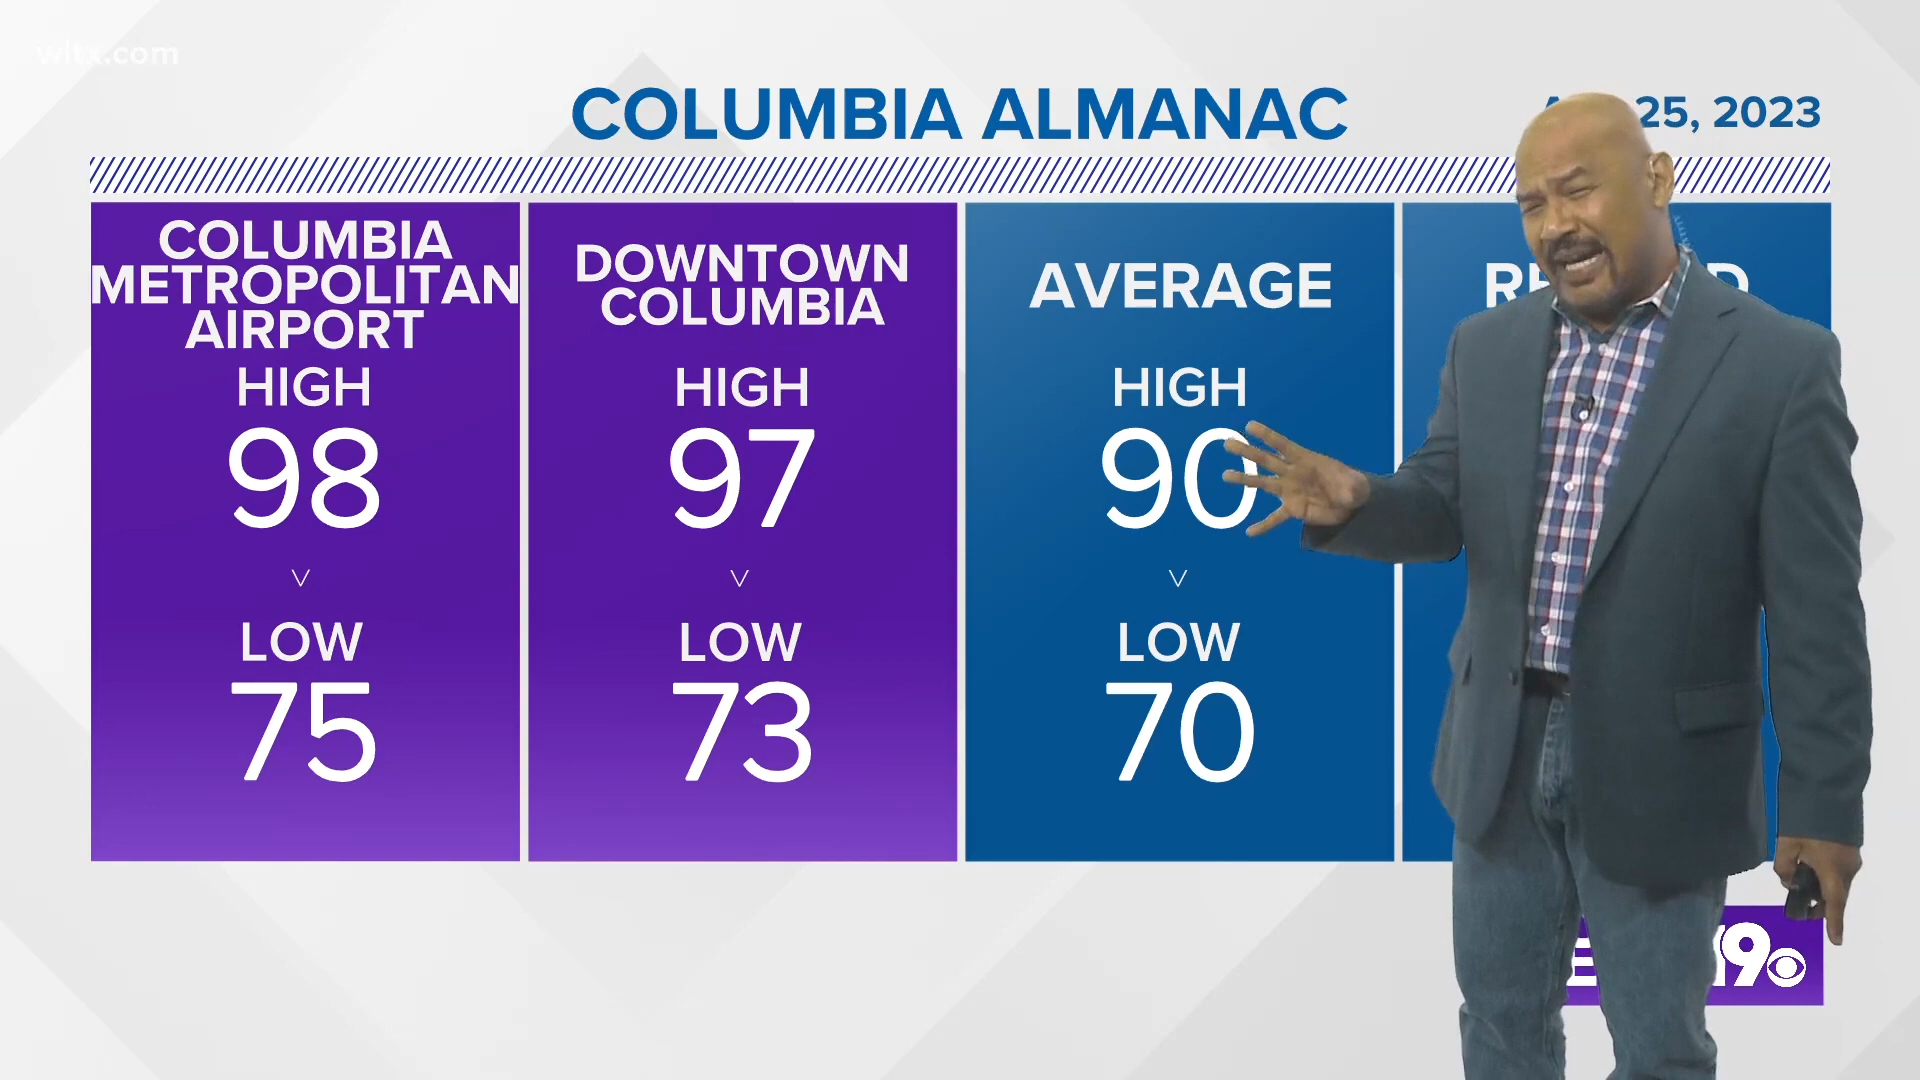 wltx.com
COLUMBIA ALMANAC
25, 2023
COLUMBIA
METROPOLITAN
AIRPORT
HIGH
98
LOW
75
DOWNTOWN
COLUMBIA
HIGH
97
LOW
73
AVERAGE
HIGH
90
LOW
70
19